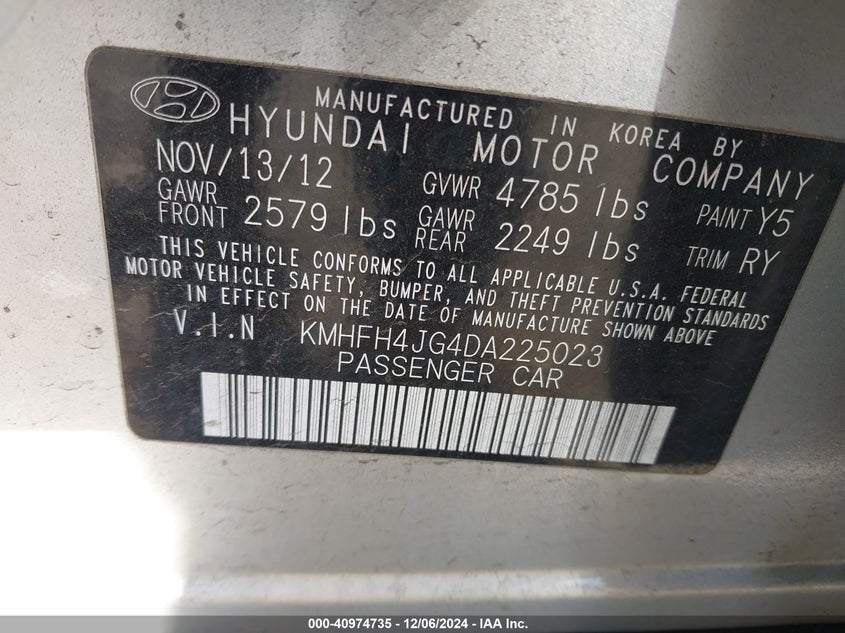 MANUFACTURED IN KOREA BY
HYUNDAI MOTOR COMPANY
NOV/13/12 GVWR 4785 lbs PAINT Y5
GAWR FRONT 2579 lbs GAWR REAR 2249 lbs TRIM RY
THIS VEHICLE CONFORMS TO ALL APPLICABLE U.S.A. FEDERAL
MOTOR VEHICLE SAFETY, BUMPER, AND THEFT PREVENTION STANDARDS
IN EFFECT ON THE DATE OF MANUFACTURE SHOWN ABOVE
V.I.N KMHFH4JG4DA225023
PASSENGER CAR
000-40974735 - 12/06/2024 - IAA Inc.